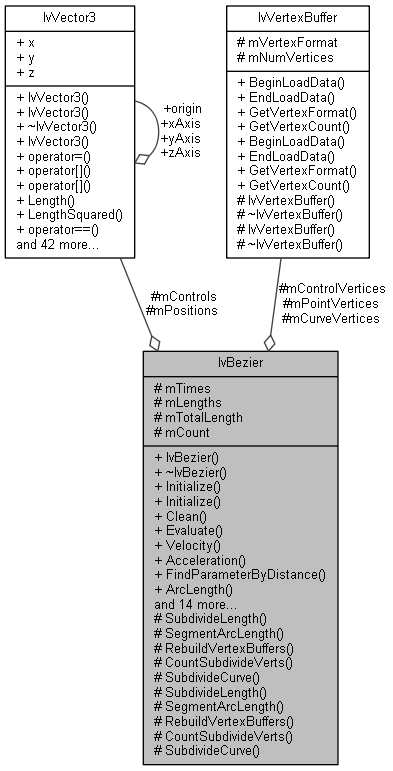 IvVector3
+ x
+ y
+ z
+ IvVector3()
+ IvVector3()
+ ~IvVector3()
+ IvVector3()
+ operator=()
+ operator[]()
+ operator[]()
+ Length()
+ LengthSquared()
+ operator==()
and 42 more...
+origin
+xAxis
+yAxis
+zAxis
IvVertexBuffer
# mVertexFormat
# mNumVertices
+ BeginLoadData()
+ EndLoadData()
+ GetVertexFormat()
+ GetVertexCount()
+ BeginLoadData()
+ EndLoadData()
+ GetVertexFormat()
+ GetVertexCount()
# IvVertexBuffer()
# ~IvVertexBuffer()
# IvVertexBuffer()
# ~IvVertexBuffer()
#mControls
#mPositions
#mControlVertices
#mPointVertices
#mCurveVertices
IvBezier
# mTimes
# mLengths
# mTotalLength
# mCount
+ IvBezier()
+ ~IvBezier()
+ Initialize()
+ Initialize()
+ Clean()
+ Evaluate()
+ Velocity()
+ Acceleration()
+ FindParameterByDistance()
+ ArcLength()
and 14 more...
# SubdivideLength()
# SegmentArcLength()
# RebuildVertexBuffers()
# CountSubdivideVerts()
# SubdivideCurve()
# SubdivideLength()
# SegmentArcLength()
# RebuildVertexBuffers()
# CountSubdivideVerts()
# SubdivideCurve()